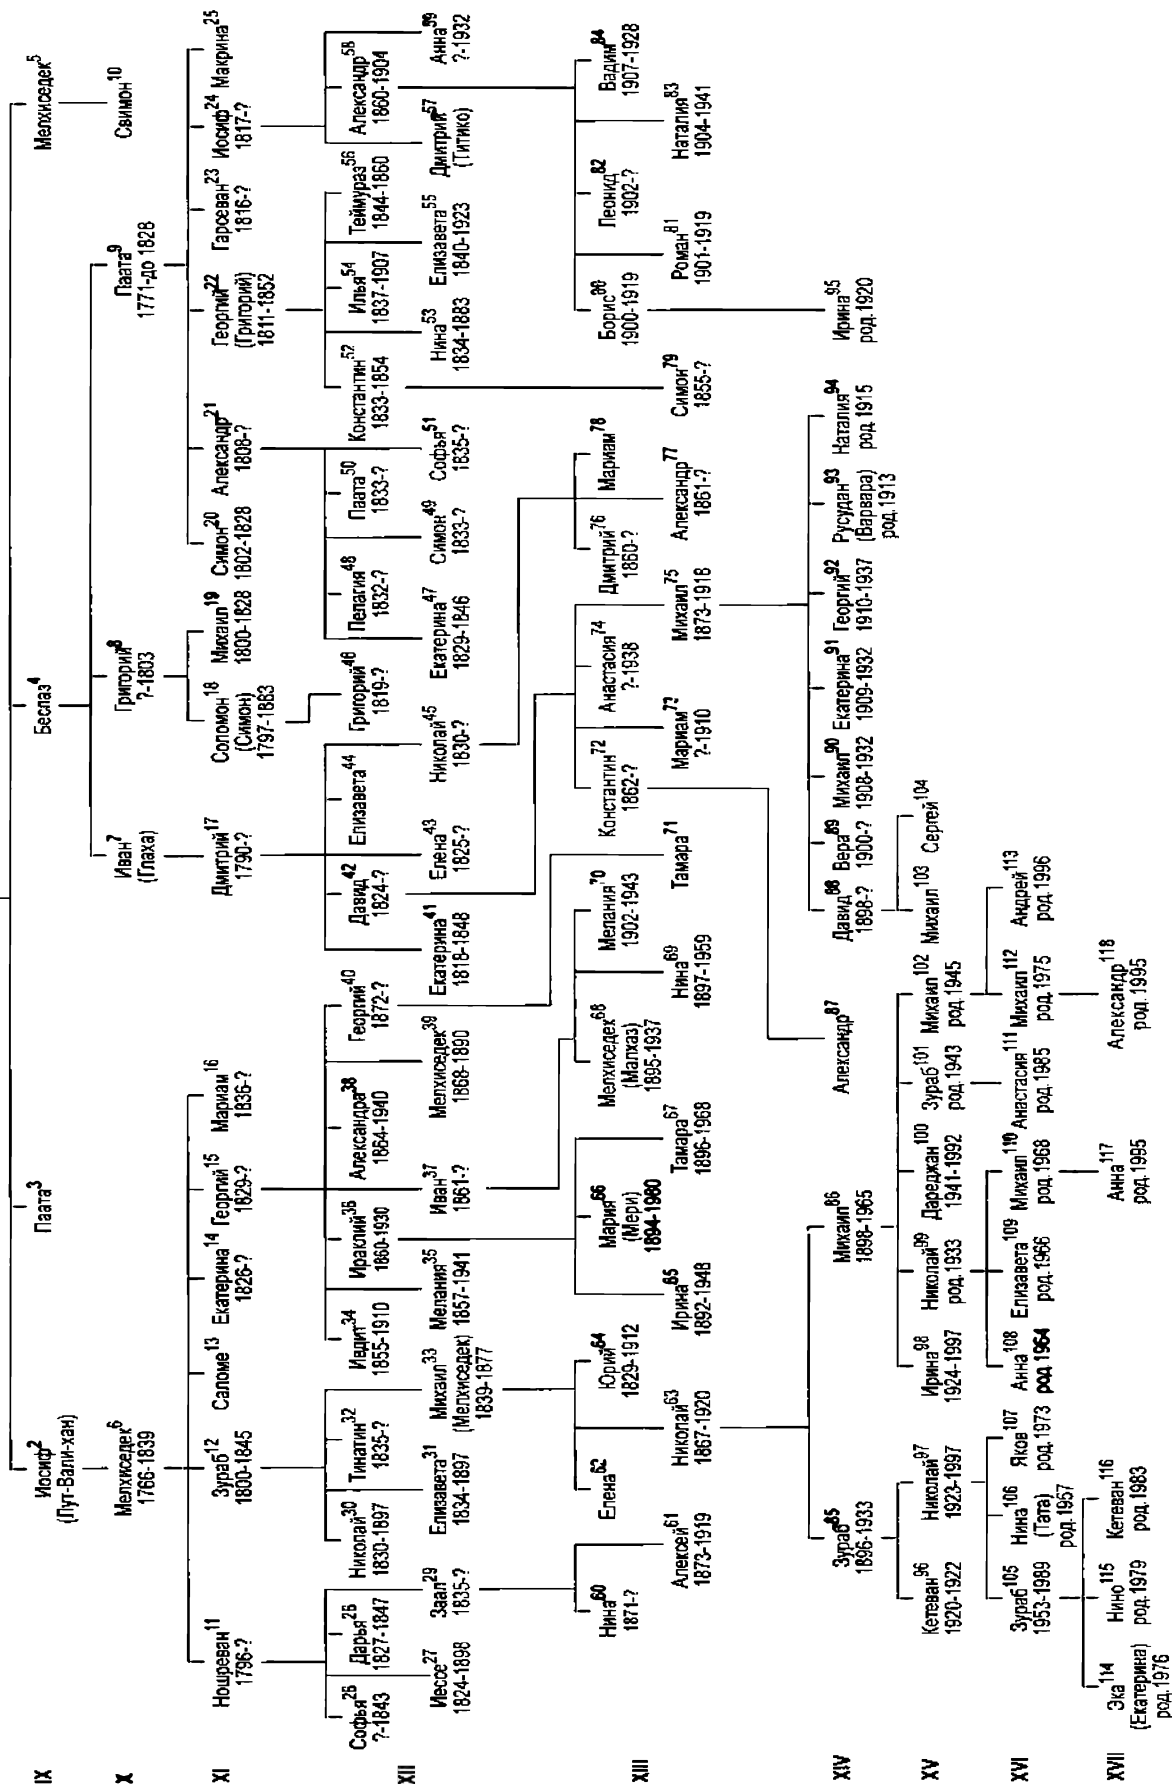 IX
Иосиф2
(Лут-Вали-хан)
Паата3
Беспаз4
Мелхиседек5
X
Мелхиседек6
1766-1839
Иван7
(Глаха)
Григорий8
?-1803
Паата9
1771-до 1828
Свимон10
XI
Ношреван11
1796-?
Зураб12
1800-1845
Саломе13
Екатерина14
1826-?
Георгий15
1829-?
Мариам16
1836-?
Дмитрий17
1790-?
Соломон18
(Симон)
1797-1883
Михаил19
1800-1828
Симон20
1802-1828
Александр21
1808-?
Георгий22
(Григорий)
1811-1852
Гарсеван23
1816-?
Иосиф24
1817-?
Макрина25
XII
Софья26
?-1843
Иессе27
1824-1898
Дарья28
1827-1847
Заал29
1835-?
Николай30
1830-1897
Елизавета31
1834-1897
Тинатин32
1835-?
Михаил33
(Мелхиседек)
1839-1877
Ивдит34
1855-1910
Мелания35
1857-1941
Ираклий36
1860-1930
Иван37
1861-?
Александра38
1864-1940
Мелхиседек39
1868-1890
Георгий40
1872-?
Екатерина41
1818-1848
Давид42
1824-?
Елена43
1825-?
Елизавета44
Николай45
1830-?
Григорий46
1819-?
Екатерина47
1829-1846
Пелагия48
1832-?
Симон49
1833-?
Паата50
1833-?
Софья51
1835-?
Константин52
1833-1854
Нина53
1834-1883
Илья54
1837-1907
Елизавета55
1840-1923
Теймураз56
1844-1860
Дмитрий57
(Титико)
Александр58
1860-1904
Анна59
?-1932
XIII
Нина60
1871-?
Алексей61
1873-1919
Елена62
Николай63
1867-1920
Юрий64
1829-1912
Ирина65
1892-1948
Мария66
(Мери)
1894-1980
Тамара67
1896-1968
Мелхиседек68
(Малхаз)
1895-1937
Нина69
1897-1959
Мелания70
1902-1943
Тамара71
Константин72
1862-?
Мариам73
?-1910
Анастасия74
?-1938
Михаил75
1873-1918
Дмитрий76
1860-?
Александр77
1861-?
Мариам78
Симон79
1855-?
Борис80
1900-1919
Роман81
1901-1919
Леонид82
1902-?
Наталия83
1904-1941
Вадим84
1907-1928
XIV
Зураб85
1896-1933
Михаил86
1898-1965
Александр87
Давид88
1898-?
Вера89
1900-?
Михаил90
1908-1932
Екатерина91
1909-1932
Георгий92
1910-1937
Русудан93
(Варвара)
род.1913
Наталия94
род 1915
Ирина95
род.1920
XV
Кетеван96
1920-1922
Николай97
1923-1997
Ирина98
1924-1997
Николай99
род.1933
Дареджан100
1941-1992
Зураб101
род.1943
Михаил102
род.1945
Михаил103
Сергей104
XVI
Зураб105
1953-1989
Нина106
(Тата)
род.1957
Яков107
род.1973
Анна108
род.1964
Елизавета109
род.1966
Михаил110
род.1968
Анастасия111
род.1985
Михаил112
род.1975
Андрей113
род.1996
XVII
Эка114
(Екатерина)
род.1976
Нино115
род.1979
Кетеван116
род.1983
Анна117
род.1995
Александр118
род.1995